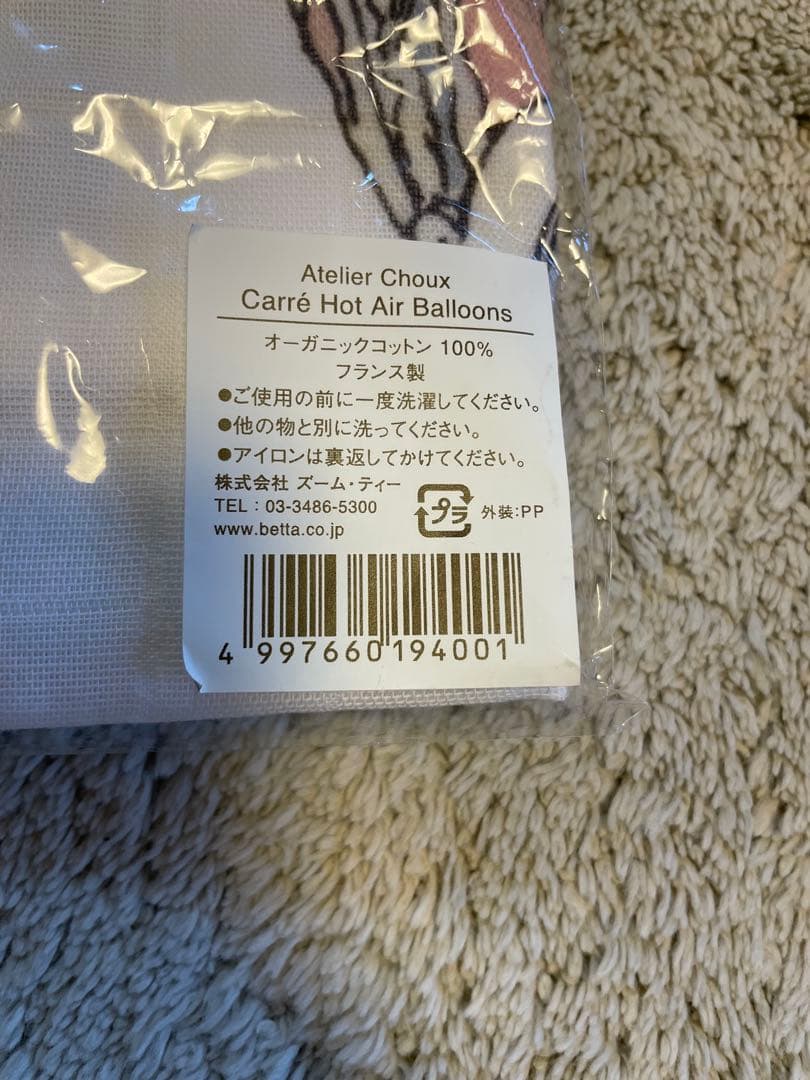 Atelier Choux
Carré Hot Air Balloons
オーガニックコットン 100%
フランス製
●ご使用の前に一度洗濯してください。
●他の物と別に洗ってください。
●アイロンは裏返してかけてください。
株式会社 ズーム・ティー
TEL：03-3486-5300
www.betta.co.jp
プラ 外装:PP
4 997660 194001